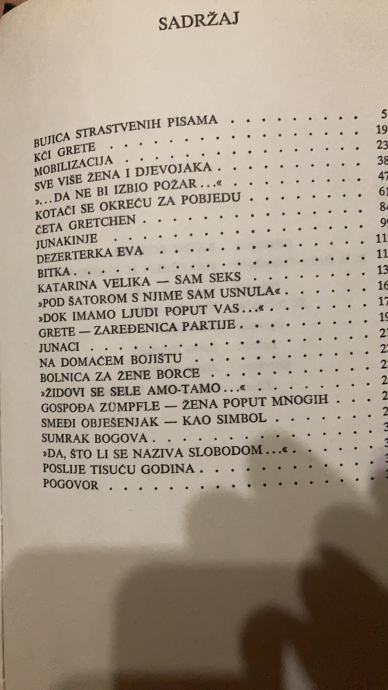 SADRŽAJ
BUJICA STRASTVENIH PISAMA . . . . . . . . . 5
KĆI GRETE . . . . . . . . . . . . . . . . . 19
MOBILIZACIJA . . . . . . . . . . . . . . . 23
SVE VIŠE ŽENA I DJEVOJAKA . . . . . . . . . 38
»...DA NE BI IZBIO POŽAR...« . . . . . . . 47
KOTAČI SE OKREĆU ZA POBJEDU . . . . . . . . 61
ČETA GRETCHEN . . . . . . . . . . . . . . . 84
JUNAKINJE . . . . . . . . . . . . . . . . .
DEZERTERKA EVA . . . . . . . . . . . . . .
BITKA . . . . . . . . . . . . . . . . . . .
KATARINA VELIKA — SAM SEKS . . . . . . . .
»POD ŠATOROM S NJIME SAM USNULA« . . . . .
»DOK IMAMO LJUDI POPUT VAS...« . . . . . .
GRETE — ZAREĐENICA PARTIJE . . . . . . . .
JUNACI . . . . . . . . . . . . . . . . . .
NA DOMAĆEM BOJIŠTU . . . . . . . . . . . .
BOLNICA ZA ŽENE BORCE . . . . . . . . . . .
»ŽIDOVI SE SELE AMO-TAMO...« . . . . . . .
GOSPOĐA ZÜMPFLE — ŽENA POPUT MNOGIH . . . .
SMEĐI OBJEŠENJAK — KAO SIMBOL . . . . . . .
SUMRAK BOGOVA . . . . . . . . . . . . . . .
»DA, ŠTO LI SE NAZIVA SLOBODOM...« . . . .
POSLIJE TISUĆU GODINA . . . . . . . . . . .
POGOVOR . . . . . . . . . . . . . . . . . .